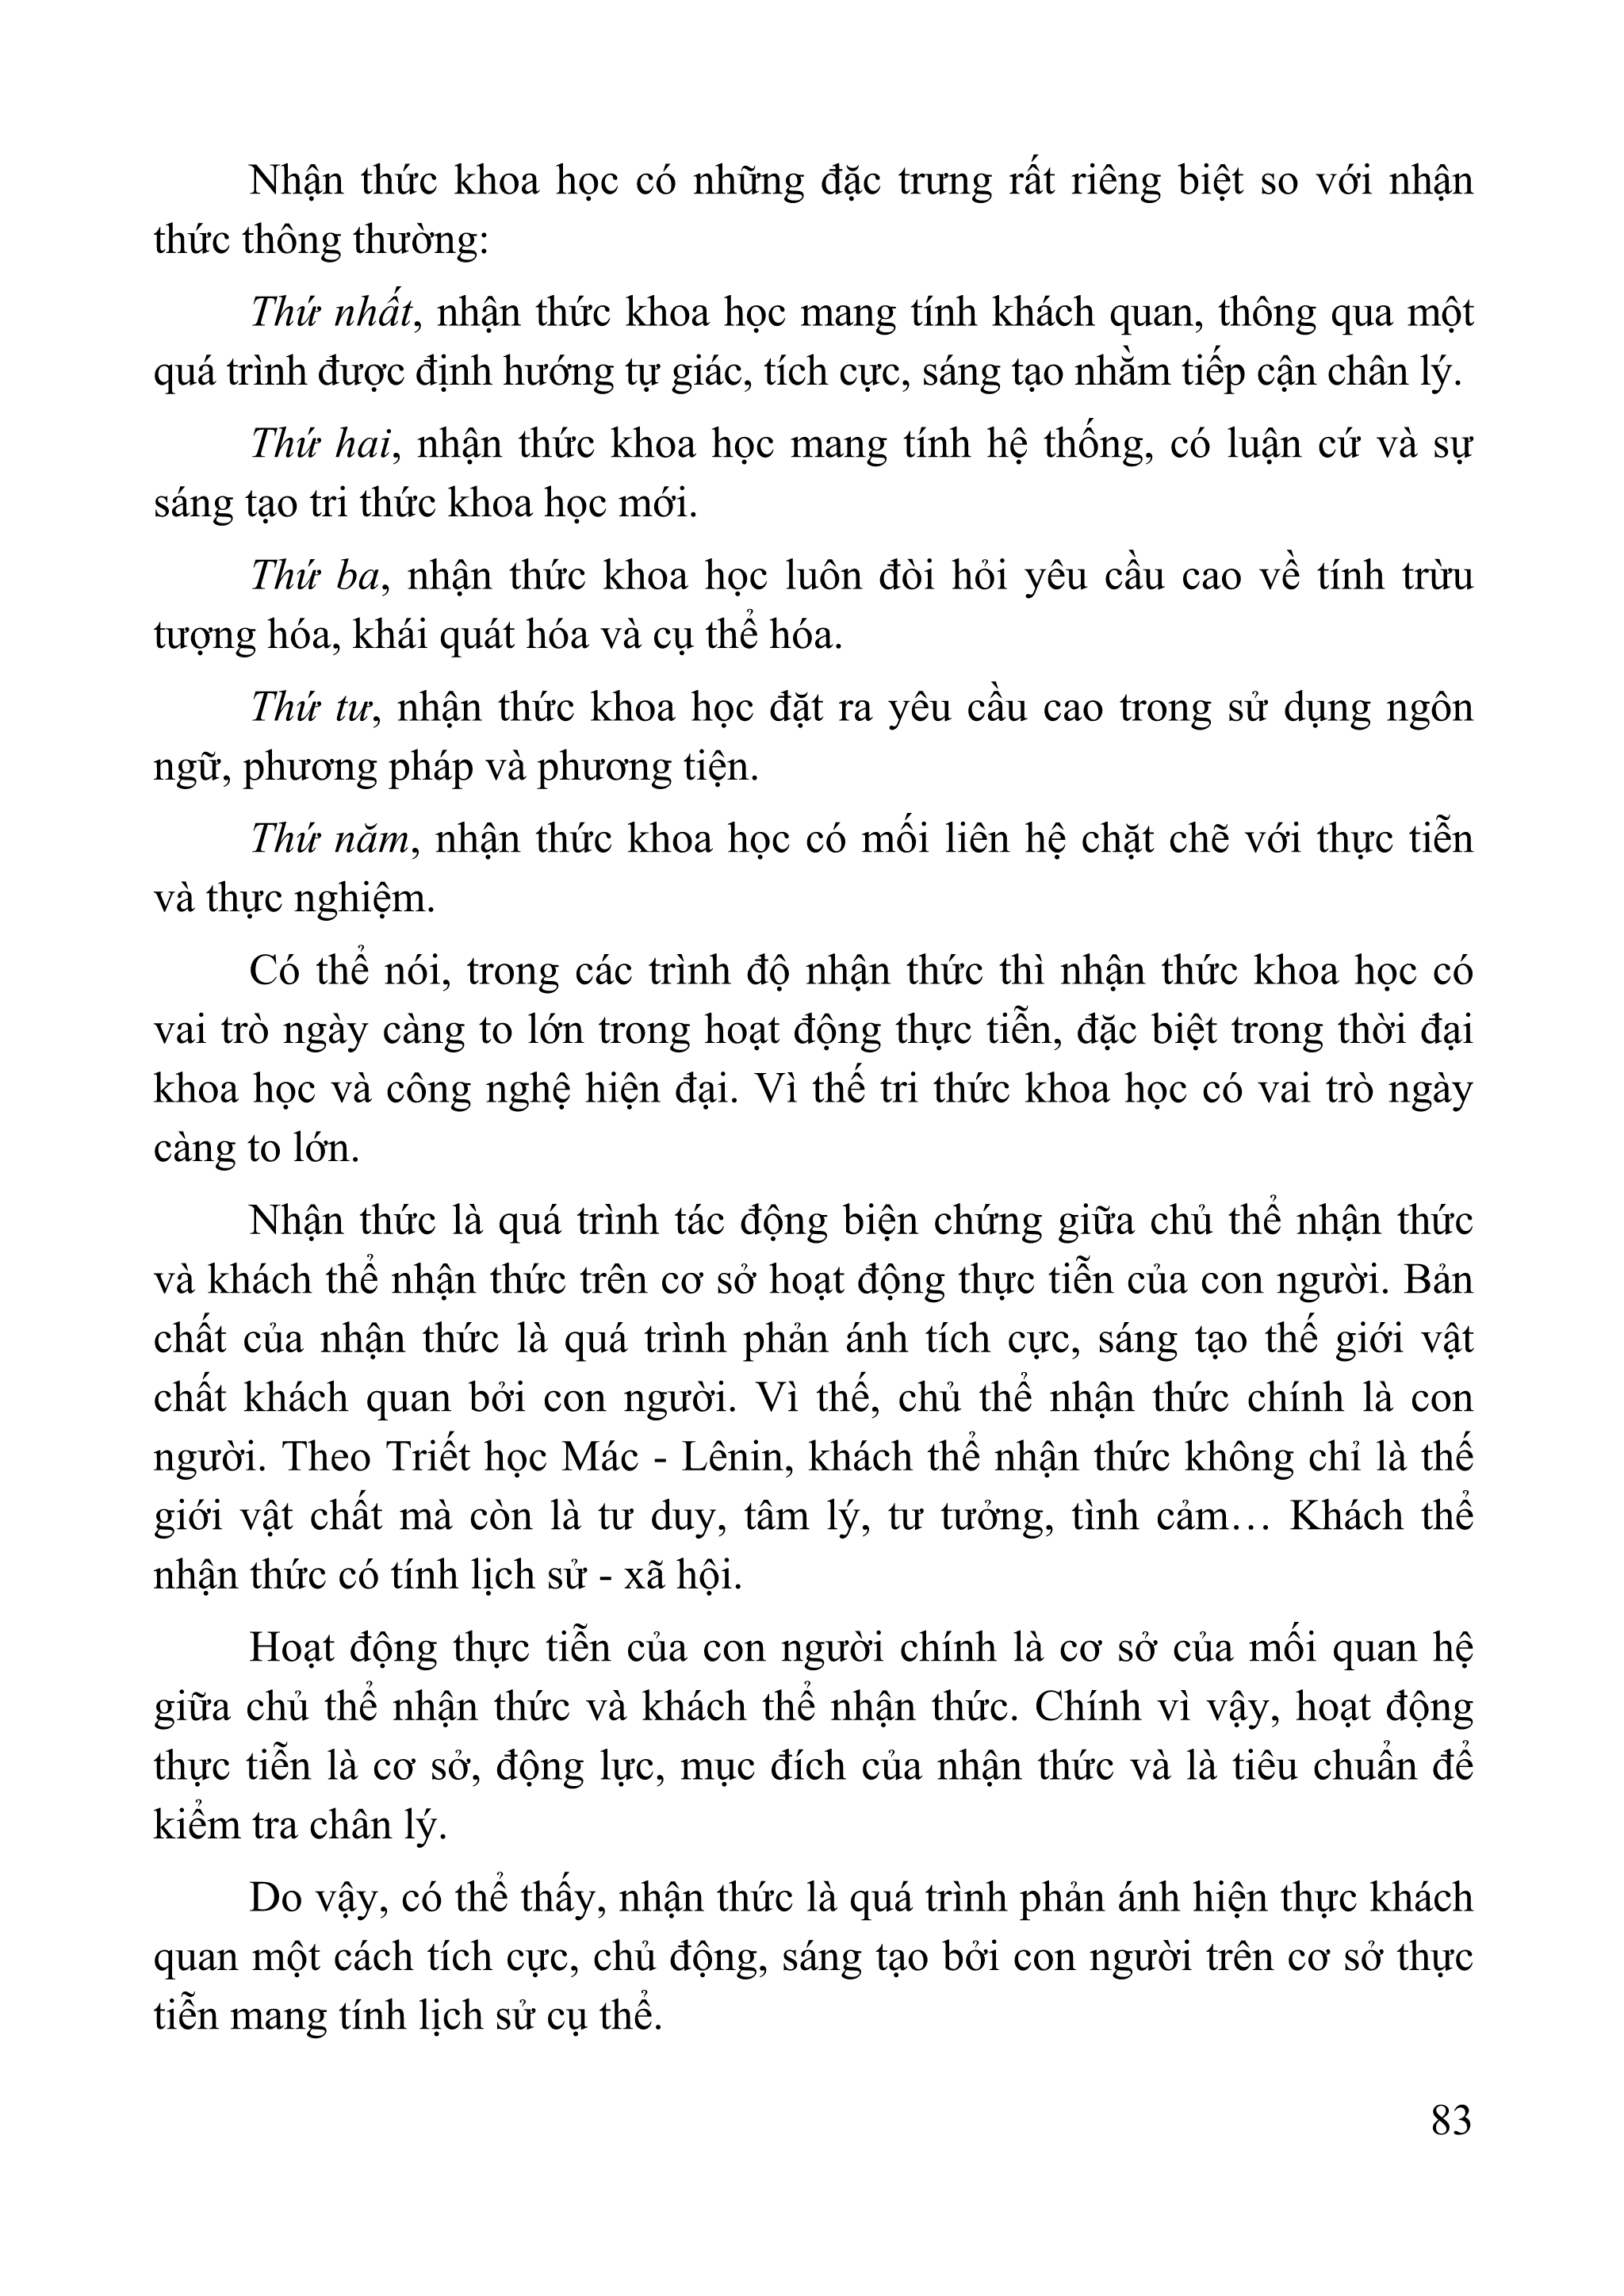 Nhận thức khoa học có những đặc trưng rất riêng biệt so với nhận
thức thông thường:
Thứ nhất, nhận thức khoa học mang tính khách quan, thông qua một
quá trình được định hướng tự giác, tích cực, sáng tạo nhằm tiếp cận chân lý.
Thứ hai, nhận thức khoa học mang tính hệ thống, có luận cứ và sự
sáng tạo tri thức khoa học mới.
Thứ ba, nhận thức khoa học luôn đòi hỏi yêu cầu cao về tính trừu
tượng hóa, khái quát hóa và cụ thể hóa.
Thứ tư, nhận thức khoa học đặt ra yêu cầu cao trong sử dụng ngôn
ngữ, phương pháp và phương tiện.
Thứ năm, nhận thức khoa học có mối liên hệ chặt chẽ với thực tiễn
và thực nghiệm.
Có thể nói, trong các trình độ nhận thức thì nhận thức khoa học có
vai trò ngày càng to lớn trong hoạt động thực tiễn, đặc biệt trong thời đại
khoa học và công nghệ hiện đại. Vì thế tri thức khoa học có vai trò ngày
càng to lớn.
Nhận thức là quá trình tác động biện chứng giữa chủ thể nhận thức
và khách thể nhận thức trên cơ sở hoạt động thực tiễn của con người. Bản
chất của nhận thức là quá trình phản ánh tích cực, sáng tạo thế giới vật
chất khách quan bởi con người. Vì thế, chủ thể nhận thức chính là con
người. Theo Triết học Mác - Lênin, khách thể nhận thức không chỉ là thế
giới vật chất mà còn là tư duy, tâm lý, tư tưởng, tình cảm… Khách thể
nhận thức có tính lịch sử - xã hội.
Hoạt động thực tiễn của con người chính là cơ sở của mối quan hệ
giữa chủ thể nhận thức và khách thể nhận thức. Chính vì vậy, hoạt động
thực tiễn là cơ sở, động lực, mục đích của nhận thức và là tiêu chuẩn để
kiểm tra chân lý.
Do vậy, có thể thấy, nhận thức là quá trình phản ánh hiện thực khách
quan một cách tích cực, chủ động, sáng tạo bởi con người trên cơ sở thực
tiễn mang tính lịch sử cụ thể.
83